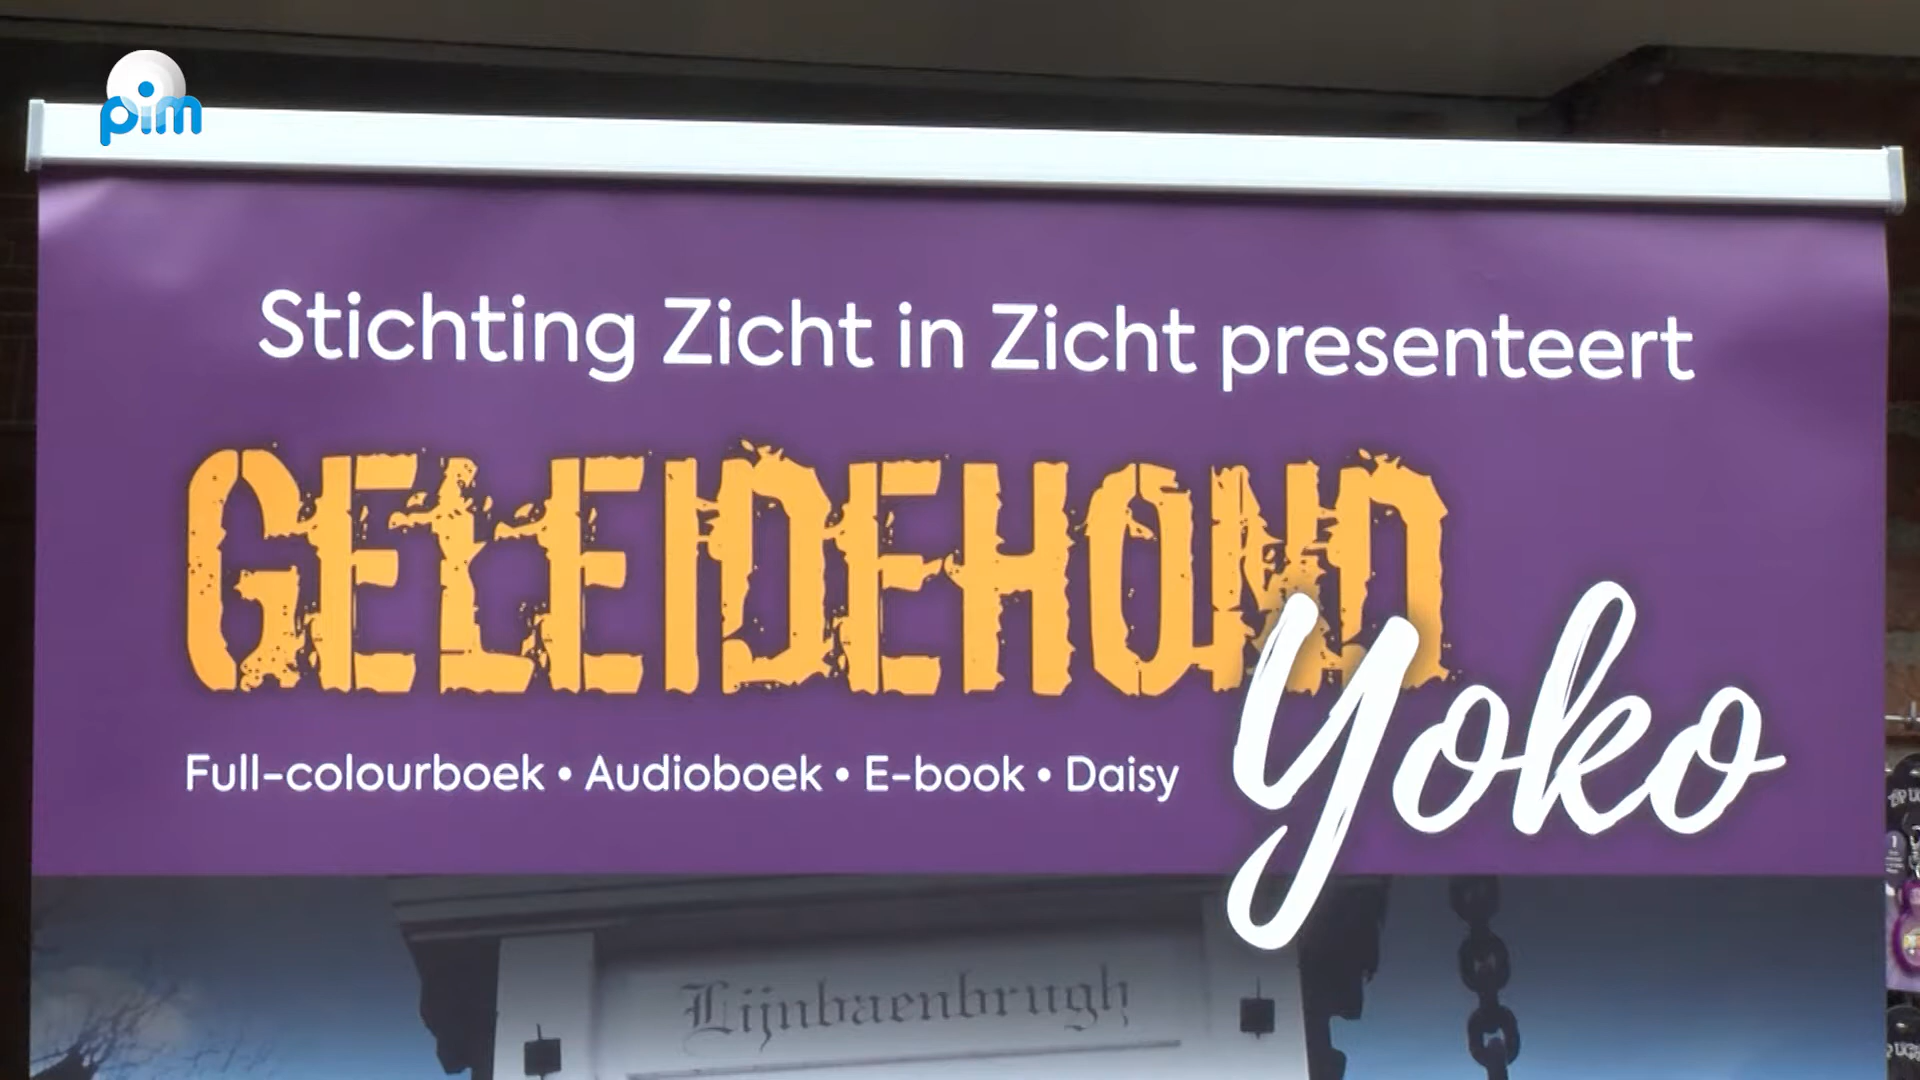 pim
Stichting Zicht in Zicht presenteert
GELEIDEHOND
Yoko
Full-colourboek • Audioboek • E-book • Daisy
Lijnbaenbrugh